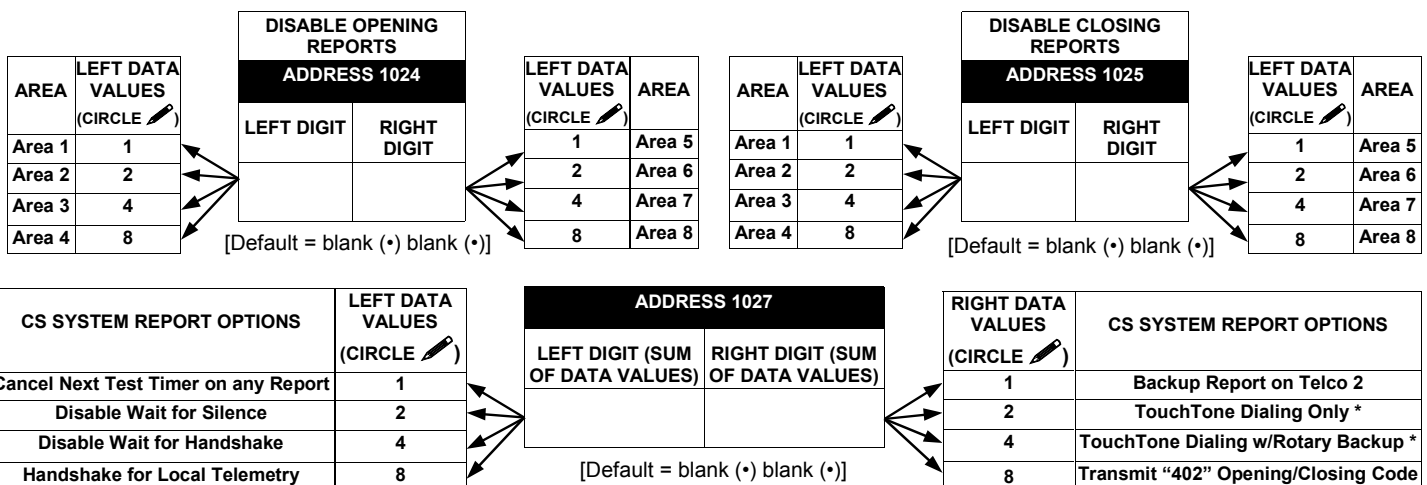 DISABLE OPENING
REPORTS
ADDRESS 1024
LEFT DIGIT
RIGHT
DIGIT
[Default = blank (•) blank (•)]
AREA
LEFT DATA
VALUES
(CIRCLE )
Area 1 1
Area 2 2
Area 3 4
Area 4 8
LEFT DATA
VALUES
(CIRCLE )
AREA
1 Area 5
2 Area 6
4 Area 7
8 Area 8
DISABLE CLOSING
REPORTS
ADDRESS 1025
LEFT DIGIT
RIGHT
DIGIT
[Default = blank (•) blank (•)]
AREA
LEFT DATA
VALUES
(CIRCLE )
Area 1 1
Area 2 2
Area 3 4
Area 4 8
LEFT DATA
VALUES
(CIRCLE )
AREA
1 Area 5
2 Area 6
4 Area 7
8 Area 8
CS SYSTEM REPORT OPTIONS
LEFT DATA
VALUES
(CIRCLE )
Cancel Next Test Timer on any Report 1
Disable Wait for Silence 2
Disable Wait for Handshake 4
Handshake for Local Telemetry 8
ADDRESS 1027
LEFT DIGIT (SUM
OF DATA VALUES)
RIGHT DIGIT (SUM
OF DATA VALUES)
[Default = blank (•) blank (•)]
RIGHT DATA
VALUES
(CIRCLE )
CS SYSTEM REPORT OPTIONS
1 Backup Report on Telco 2
2 TouchTone Dialing Only *
4 TouchTone Dialing w/Rotary Backup *
8 Transmit “402” Opening/Closing Code